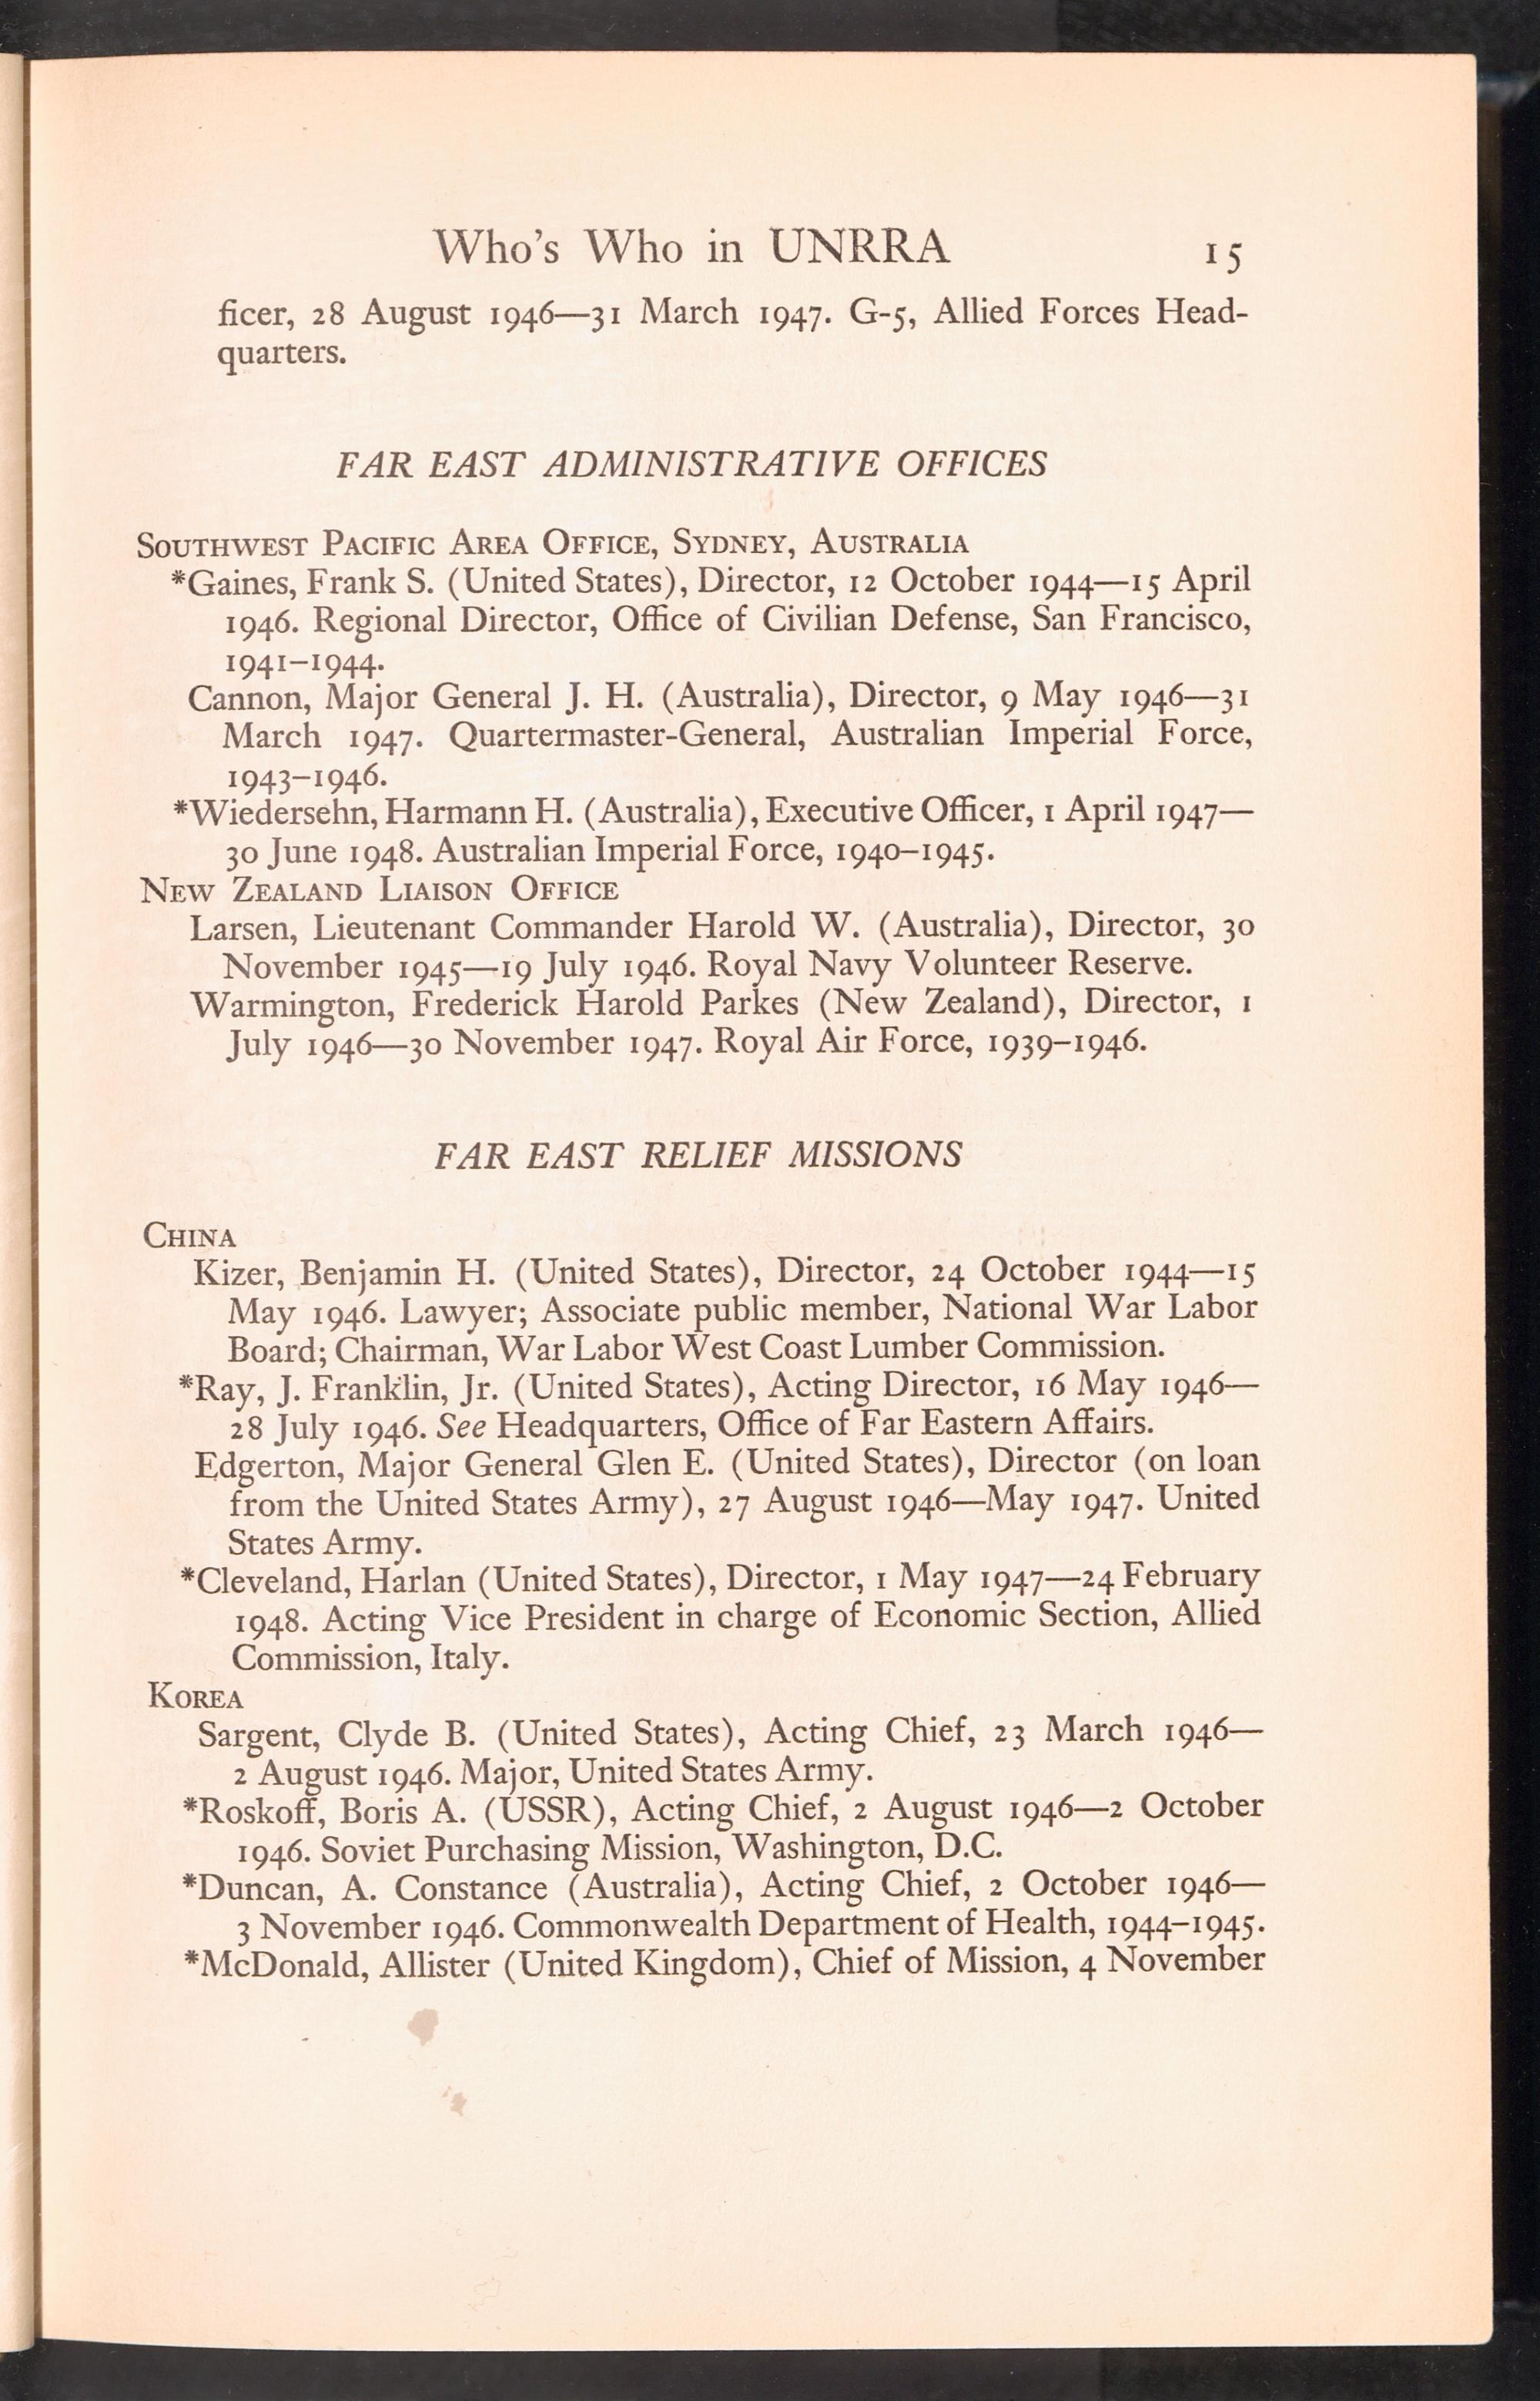 Who's Who in UNRRA 15
ficer, 28 August 1946—31 March 1947. G-5, Allied Forces Head-
quarters.
FAR EAST ADMINISTRATIVE OFFICES
SOUTHWEST PACIFIC AREA OFFICE, SYDNEY, AUSTRALIA
*Gaines, Frank S. (United States), Director, 12 October 1944—15 April
1946. Regional Director, Office of Civilian Defense, San Francisco,
1941–1944.
Cannon, Major General J. H. (Australia), Director, 9 May 1946—31
March 1947. Quartermaster-General, Australian Imperial Force,
1943–1946.
*Wiedersehn, Harmann H. (Australia), Executive Officer, 1 April 1947—
30 June 1948. Australian Imperial Force, 1940–1945.
NEW ZEALAND LIAISON OFFICE
Larsen, Lieutenant Commander Harold W. (Australia), Director, 30
November 1945—19 July 1946. Royal Navy Volunteer Reserve.
Warmington, Frederick Harold Parkes (New Zealand), Director, 1
July 1946—30 November 1947. Royal Air Force, 1939–1946.
FAR EAST RELIEF MISSIONS
CHINA
Kizer, Benjamin H. (United States), Director, 24 October 1944—15
May 1946. Lawyer; Associate public member, National War Labor
Board; Chairman, War Labor West Coast Lumber Commission.
*Ray, J. Franklin, Jr. (United States), Acting Director, 16 May 1946—
28 July 1946. See Headquarters, Office of Far Eastern Affairs.
Edgerton, Major General Glen E. (United States), Director (on loan
from the United States Army), 27 August 1946—May 1947. United
States Army.
*Cleveland, Harlan (United States), Director, 1 May 1947—24 February
1948. Acting Vice President in charge of Economic Section, Allied
Commission, Italy.
KOREA
Sargent, Clyde B. (United States), Acting Chief, 23 March 1946—
2 August 1946. Major, United States Army.
*Roskoff, Boris A. (USSR), Acting Chief, 2 August 1946—2 October
1946. Soviet Purchasing Mission, Washington, D.C.
*Duncan, A. Constance (Australia), Acting Chief, 2 October 1946—
3 November 1946. Commonwealth Department of Health, 1944–1945.
*McDonald, Allister (United Kingdom), Chief of Mission, 4 November